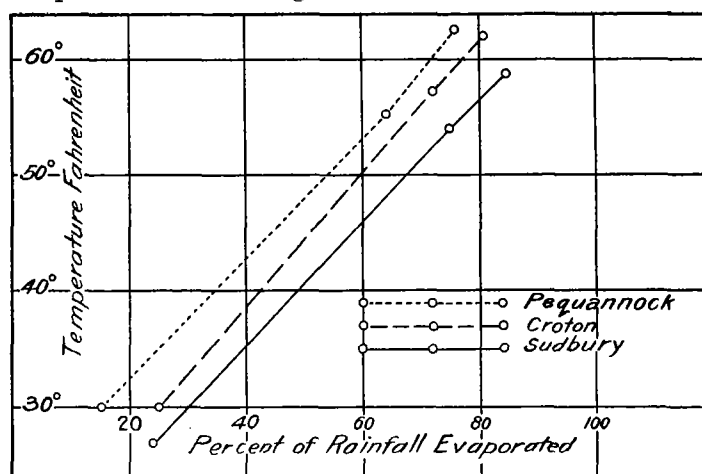 60°
50°
40°
30°
Temperature Fahrenheit
Pequannock
Croton
Sudbury
20 40 60 80 100
Percent of Rainfall Evaporated